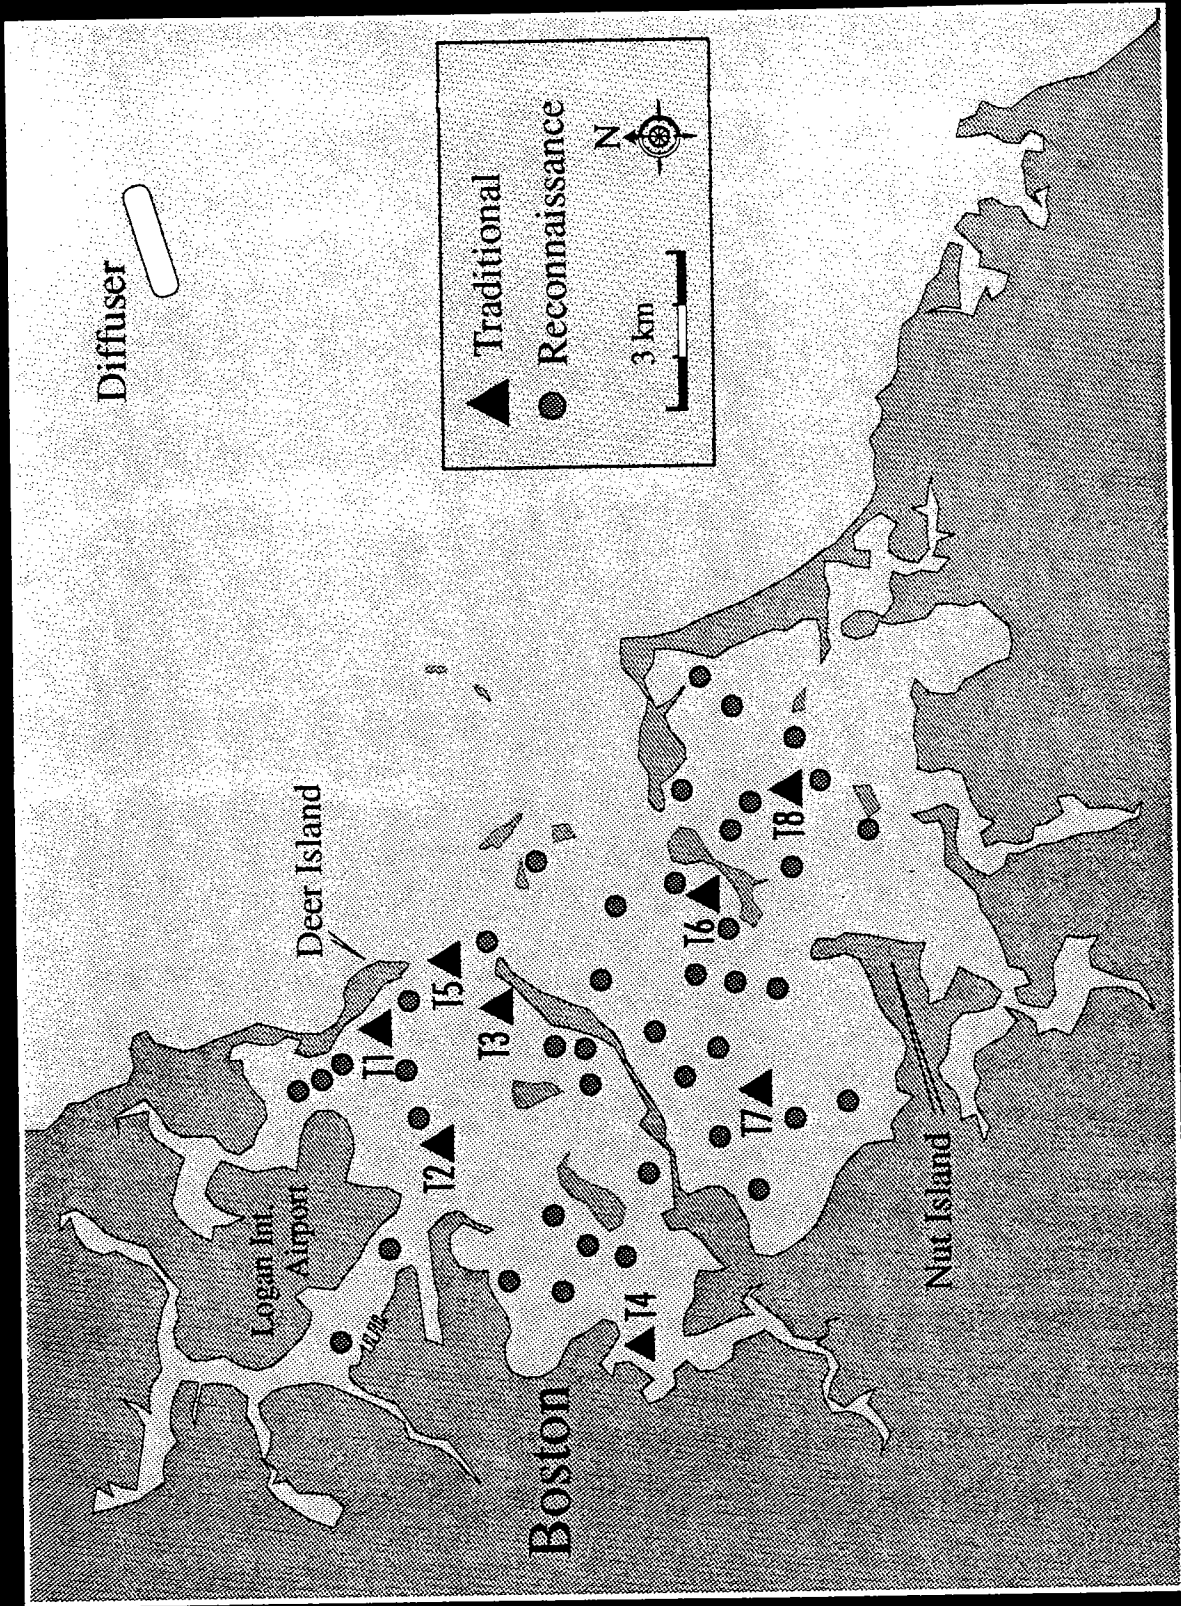 Diffuser
Traditional
Reconnaissance
N
3 km
Deer Island
Logan Int.
Airport
T1
T5
T3
T2
T6
T8
T7
T4
Boston
Nut Island